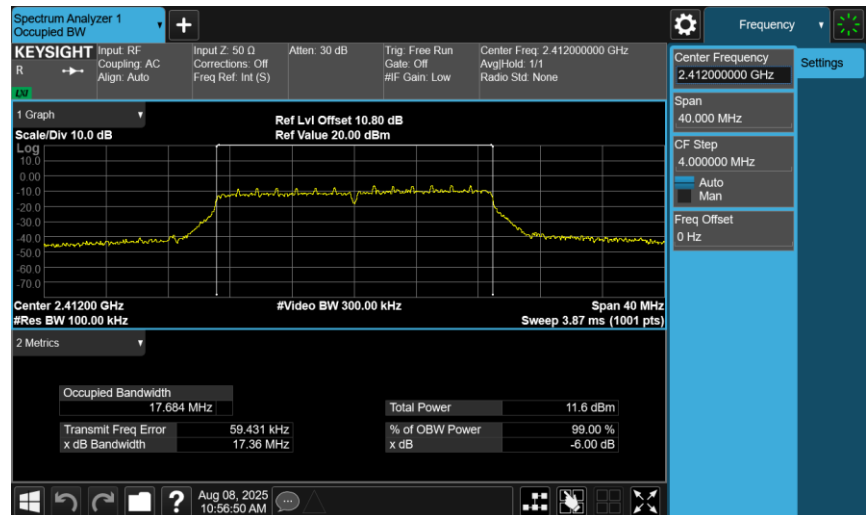 Spectrum Analyzer 1
Occupied BW
Frequency
KEYSIGHT
R
LXI
Input: RF
Coupling: AC
Align: Auto
Input Z: 50 Ω
Corrections: Off
Freq Ref: Int (S)
Atten: 30 dB
Trig: Free Run
Gate: Off
#IF Gain: Low
Center Freq: 2.412000000 GHz
Avg|Hold: 1/1
Radio Std: None
Center Frequency
2.412000000 GHz
Settings
Span
40.000 MHz
CF Step
4.000000 MHz
Auto
Man
Freq Offset
0 Hz
1 Graph
Scale/Div 10.0 dB
Ref Lvl Offset 10.80 dB
Ref Value 20.00 dBm
Log
10.0
0.00
-10.0
-20.0
-30.0
-40.0
-50.0
-60.0
-70.0
Center 2.41200 GHz
#Res BW 100.00 kHz
#Video BW 300.00 kHz
Span 40 MHz
Sweep 3.87 ms (1001 pts)
2 Metrics
Occupied Bandwidth
17.684 MHz
Total Power 11.6 dBm
Transmit Freq Error 59.431 kHz
% of OBW Power 99.00 %
x dB Bandwidth 17.36 MHz
x dB -6.00 dB
?
Aug 08, 2025
10:56:50 AM